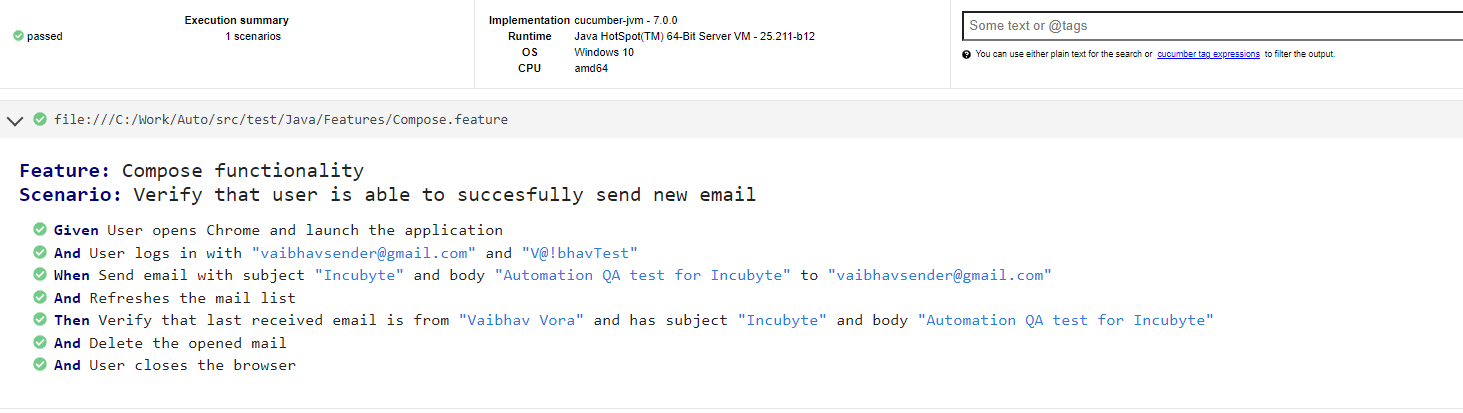 passed
Execution summary
1 scenarios
Implementation cucumber-jvm - 7.0.0
Runtime Java HotSpot(TM) 64-Bit Server VM - 25.211-b12
OS Windows 10
CPU amd64
Some text or @tags
? You can use either plain text for the search or cucumber tag expressions to filter the output.
file:///C:/Work/Auto/src/test/Java/Features/Compose.feature
Feature: Compose functionality
Scenario: Verify that user is able to succesfully send new email
Given User opens Chrome and launch the application
And User logs in with "vaibhavsender@gmail.com" and "V@!bhavTest"
When Send email with subject "Incubyte" and body "Automation QA test for Incubyte" to "vaibhavsender@gmail.com"
And Refreshes the mail list
Then Verify that last received email is from "Vaibhav Vora" and has subject "Incubyte" and body "Automation QA test for Incubyte"
And Delete the opened mail
And User closes the browser